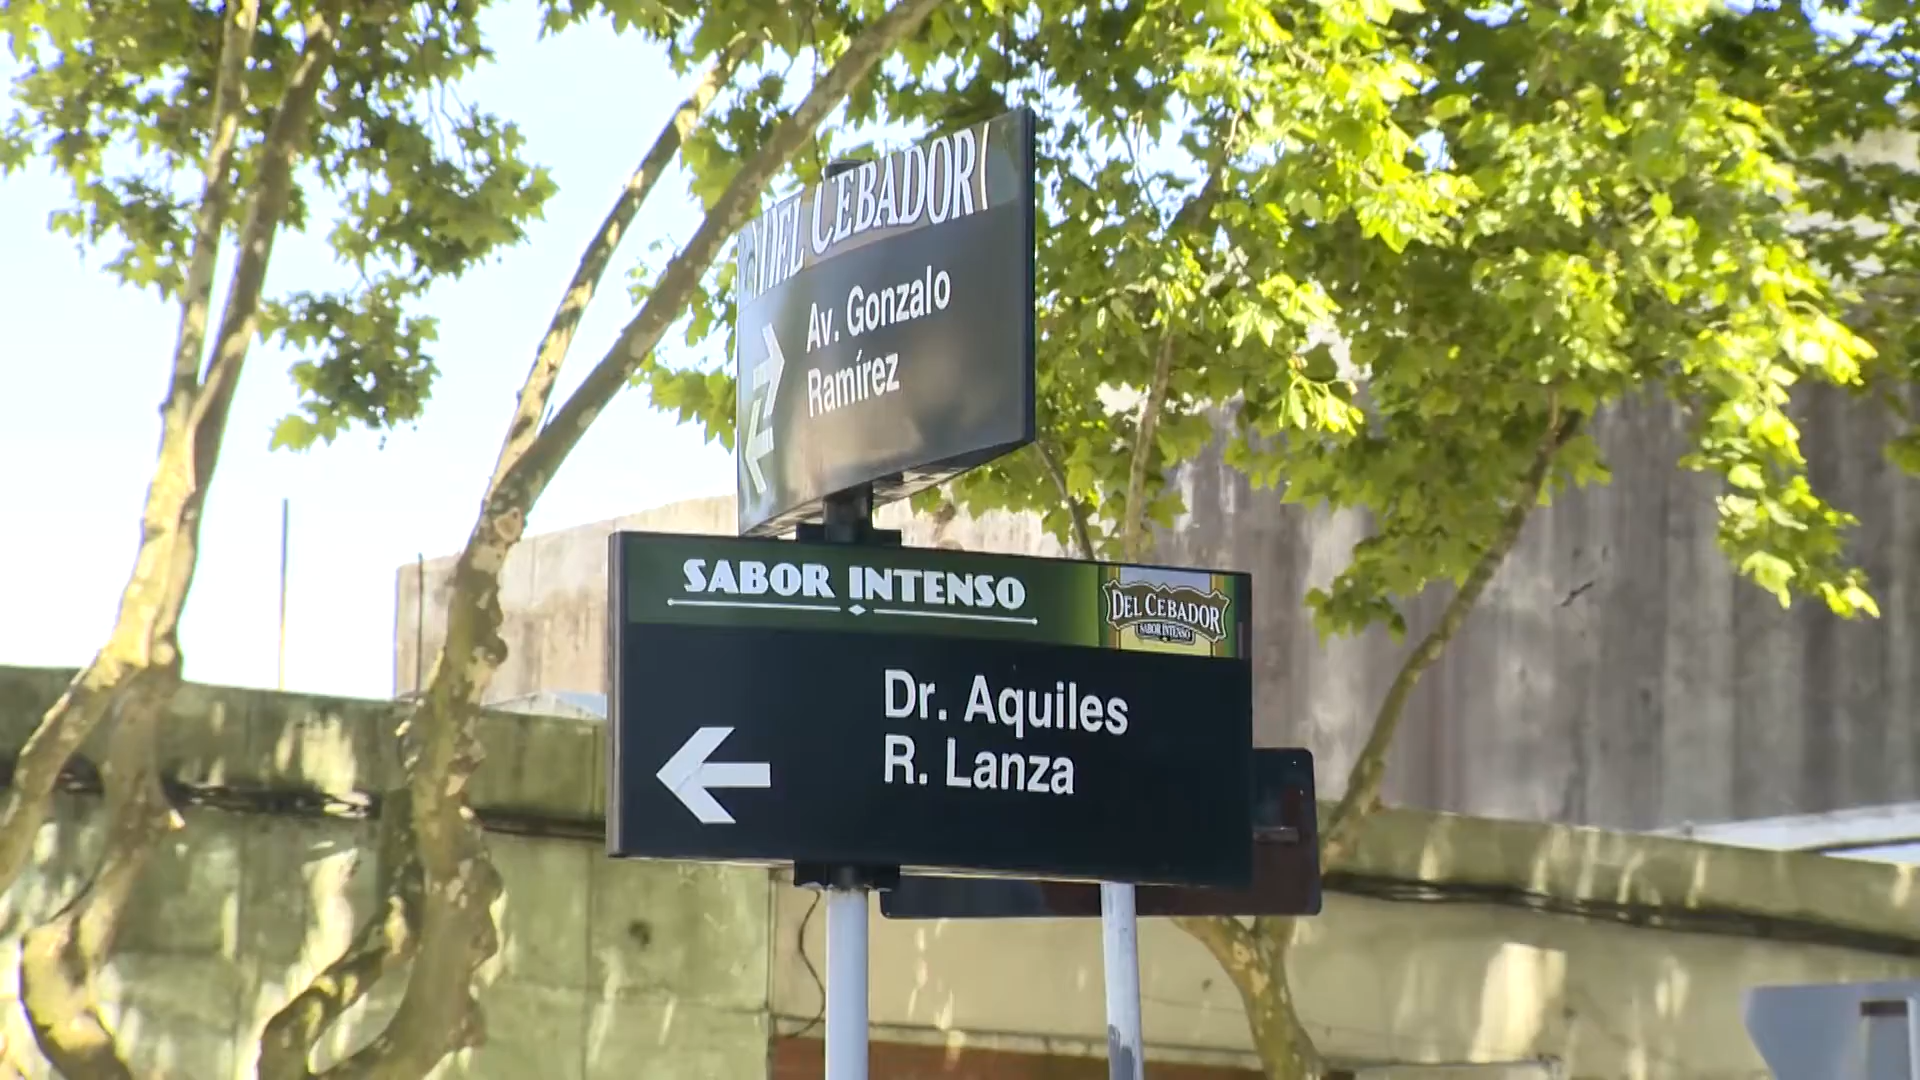 DEL CEBADOR
Av. Gonzalo
Ramírez
SABOR INTENSO
DEL CEBADOR
SABOR INTENSO
Dr. Aquiles
R. Lanza